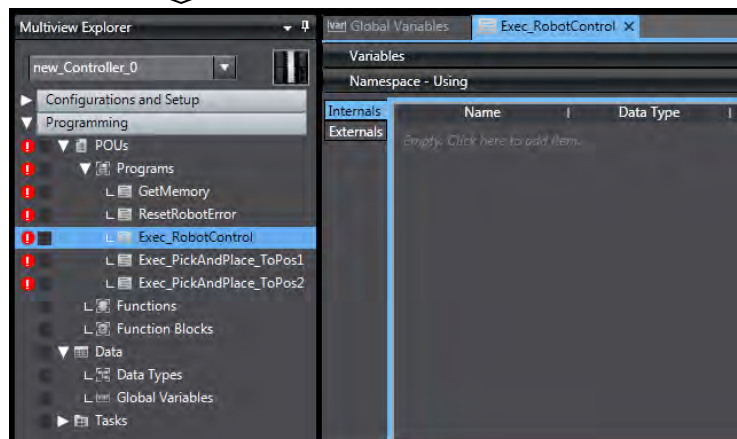 Multiview Explorer
new_Controller_0
Configurations and Setup
Programming
POUs
Programs
GetMemory
ResetRobotError
Exec_RobotControl
Exec_PickAndPlace_ToPos1
Exec_PickAndPlace_ToPos2
Functions
Function Blocks
Data
Data Types
Global Variables
Tasks
var Global Variables
Exec_RobotControl
Variables
Namespace - Using
Internals
Externals
Name
Data Type
Empty. Click here to add item.